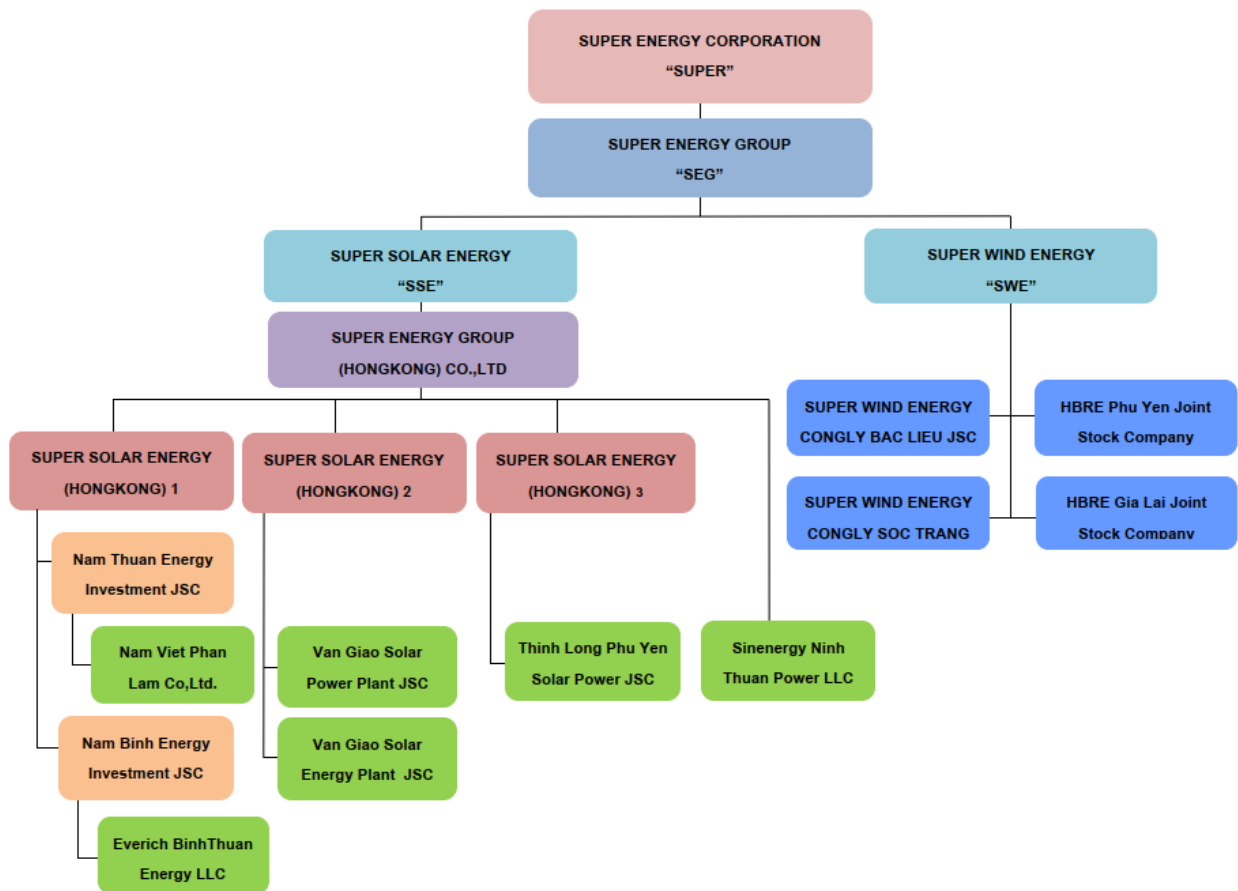 SUPER ENERGY CORPORATION
“SUPER”
SUPER ENERGY GROUP
“SEG”
SUPER SOLAR ENERGY
“SSE”
SUPER WIND ENERGY
“SWE”
SUPER ENERGY GROUP
(HONGKONG) CO.,LTD
SUPER WIND ENERGY
CONGLY BAC LIEU JSC
HBRE Phu Yen Joint
Stock Company
SUPER SOLAR ENERGY
(HONGKONG) 1
SUPER SOLAR ENERGY
(HONGKONG) 2
SUPER SOLAR ENERGY
(HONGKONG) 3
SUPER WIND ENERGY
CONGLY SOC TRANG
HBRE Gia Lai Joint
Stock Company
Nam Thuan Energy
Investment JSC
Nam Viet Phan
Lam Co,Ltd.
Van Giao Solar
Power Plant JSC
Thinh Long Phu Yen
Solar Power JSC
Sinenergy Ninh
Thuan Power LLC
Nam Binh Energy
Investment JSC
Van Giao Solar
Energy Plant JSC
Everich BinhThuan
Energy LLC